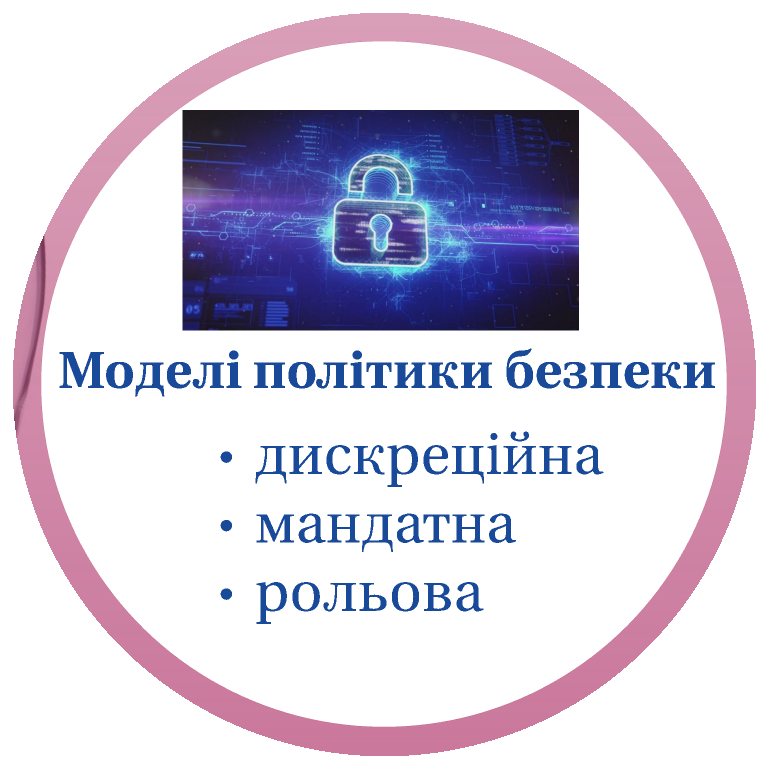 Моделі політики безпеки
• дискреційна
• мандатна
• рольова